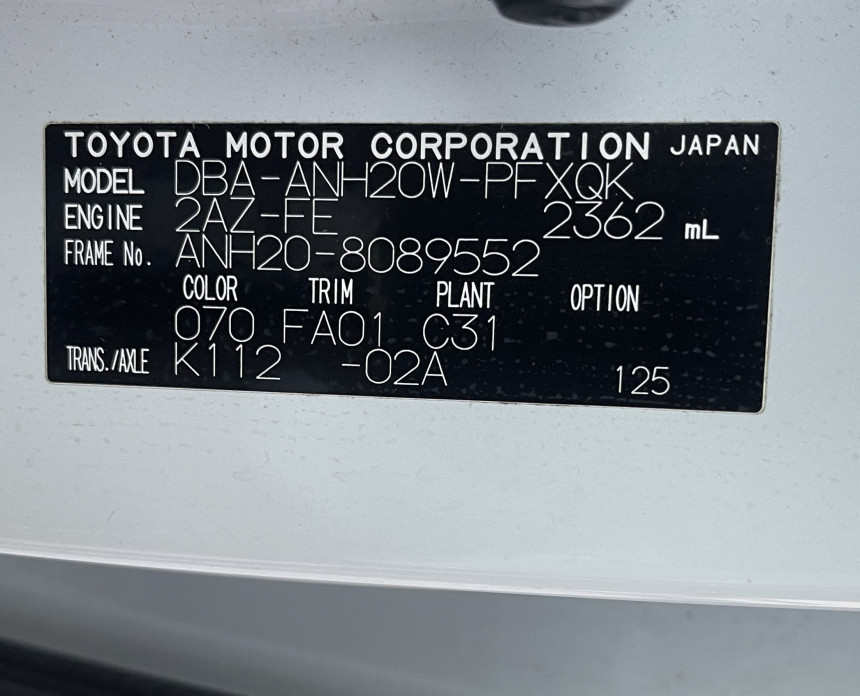 TOYOTA MOTOR CORPORATION JAPAN
MODEL DBA-ANH20W-PFXQK
ENGINE 2AZ-FE 2362 mL
FRAME No. ANH20-8089552
COLOR TRIM PLANT OPTION
070 FA01 C31
TRANS./AXLE K112 -02A 125